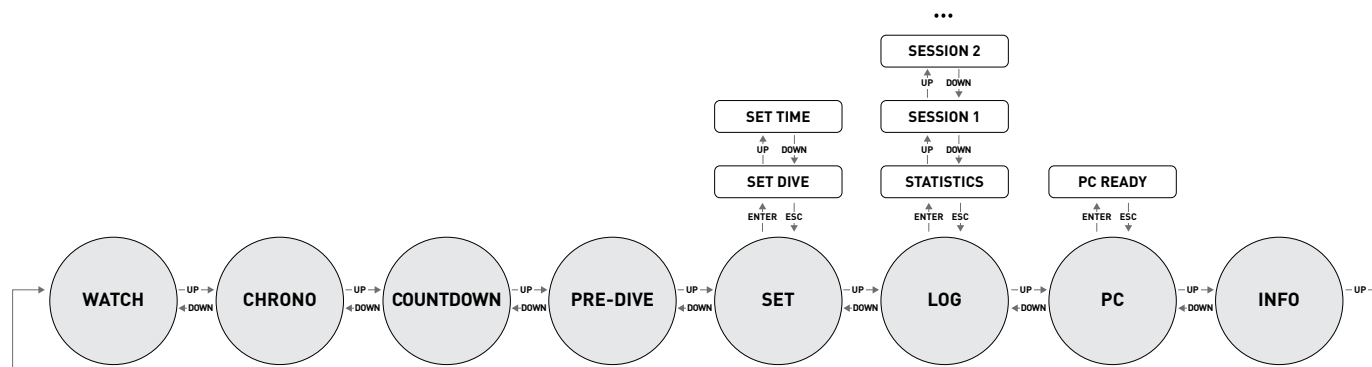 ...
SESSION 2
UP DOWN
SET TIME SESSION 1
UP DOWN UP DOWN
SET DIVE STATISTICS PC READY
ENTER ESC ENTER ESC ENTER ESC
UP UP UP UP UP UP UP UP
WATCH CHRONO COUNTDOWN PRE-DIVE SET LOG PC INFO
DOWN DOWN DOWN DOWN DOWN DOWN DOWN